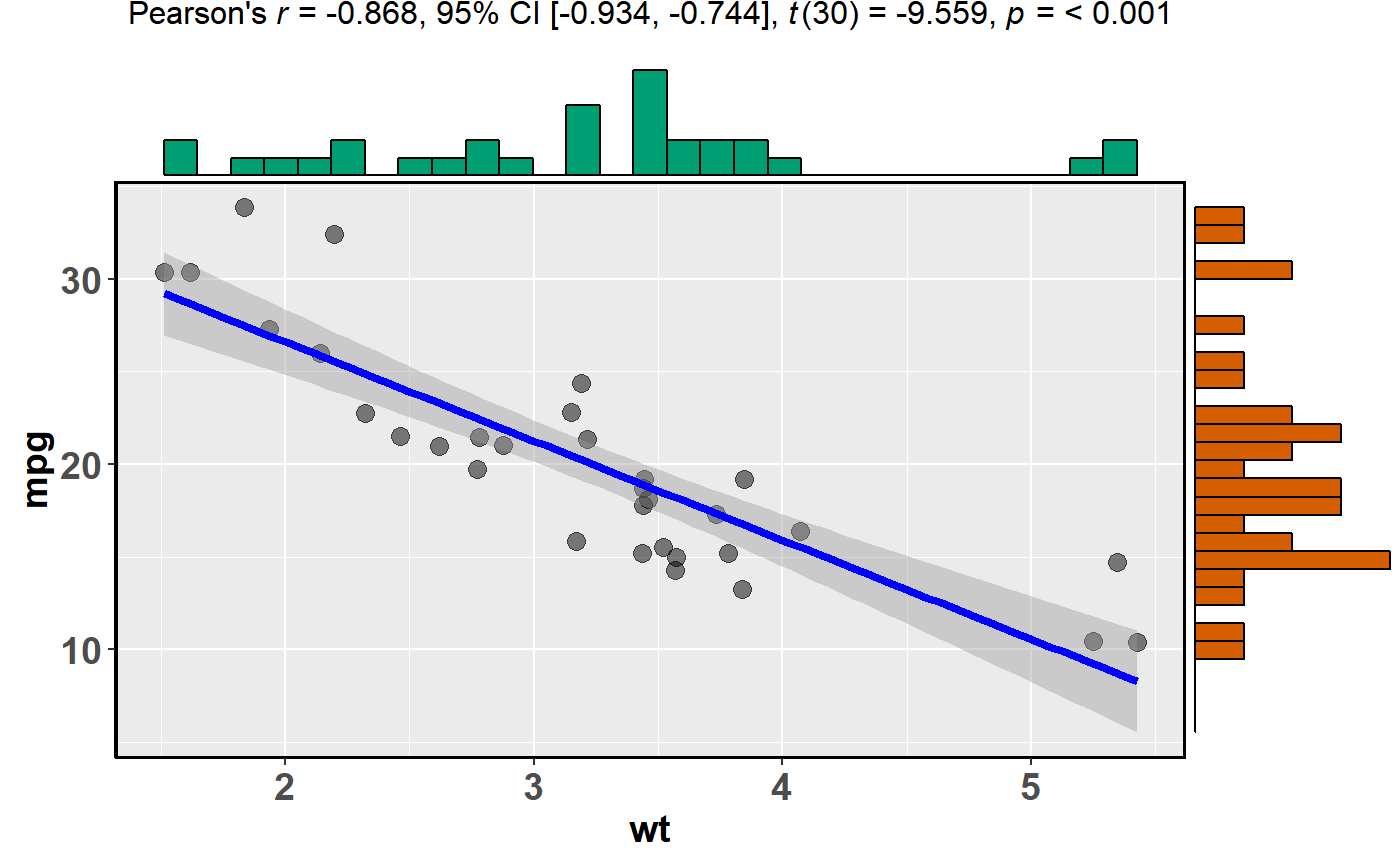 Pearson's r = -0.868, 95% CI [-0.934, -0.744], t(30) = -9.559, p = < 0.001
30
20
10
mpg
2 3 4 5
wt